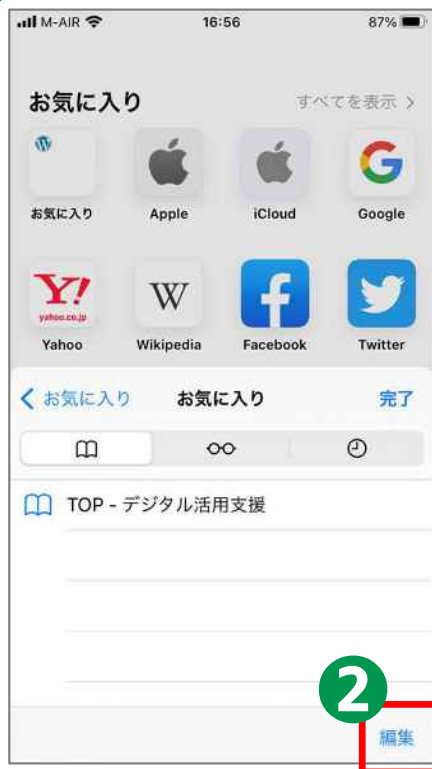 M-AIR 16:56 87%
お気に入り すべてを表示 >
お気に入り Apple iCloud Google
Y!
yahoo.co.jp
W
Yahoo Wikipedia Facebook Twitter
< お気に入り お気に入り 完了
TOP - デジタル活用支援
2
編集